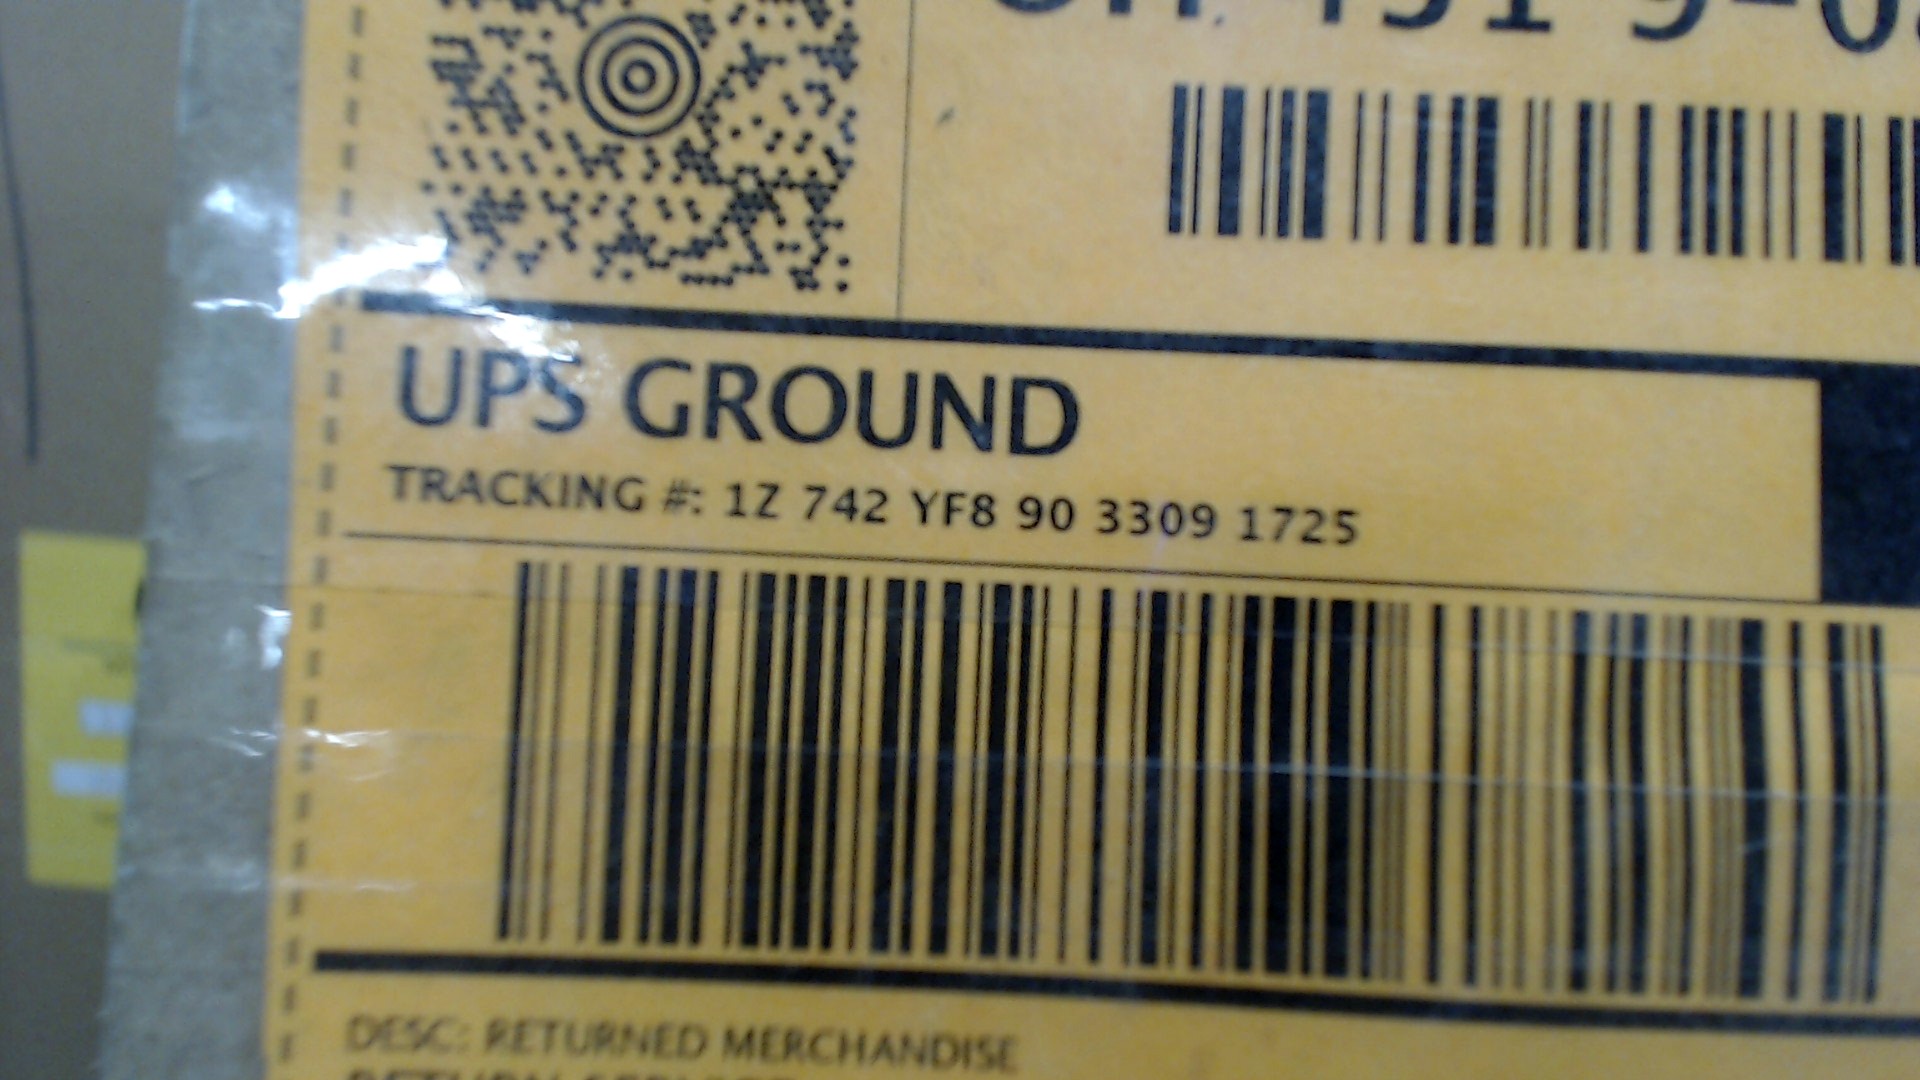 UPS GROUND
TRACKING #: 1Z 742 YF8 90 3309 1725
DESC: RETURNED MERCHANDISE